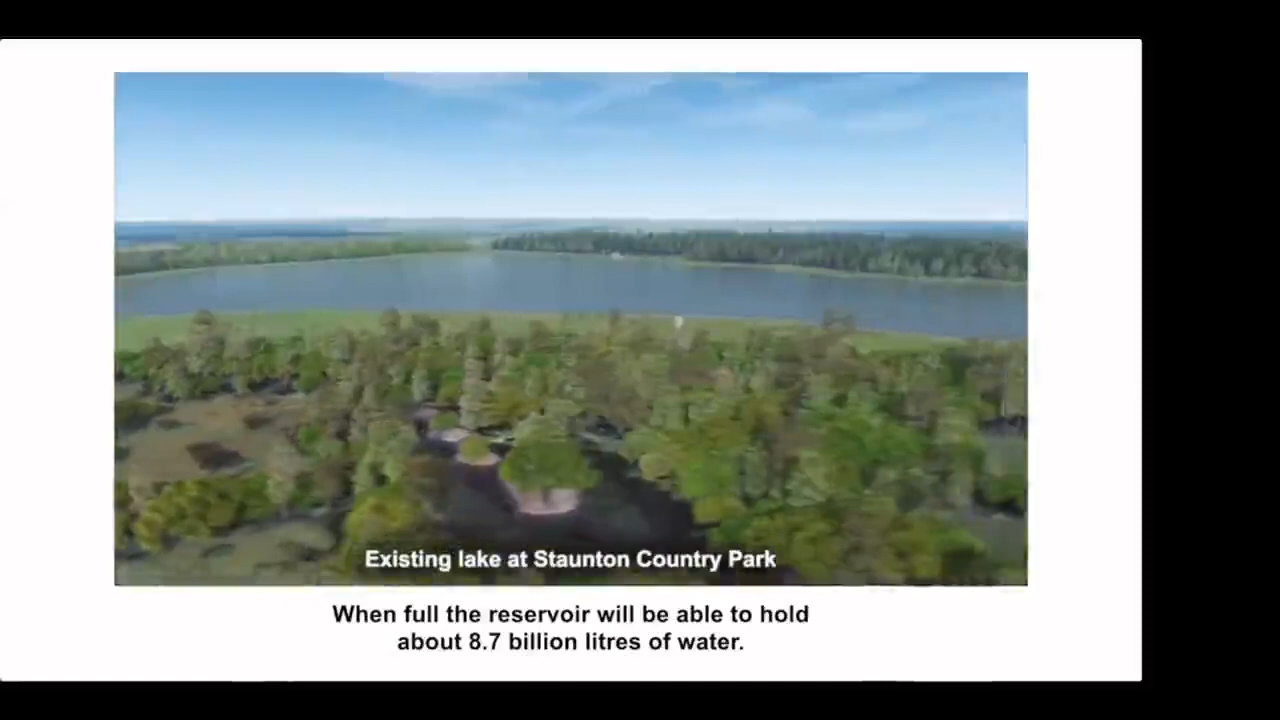 Existing lake at Staunton Country Park
When full the reservoir will be able to hold
about 8.7 billion litres of water.